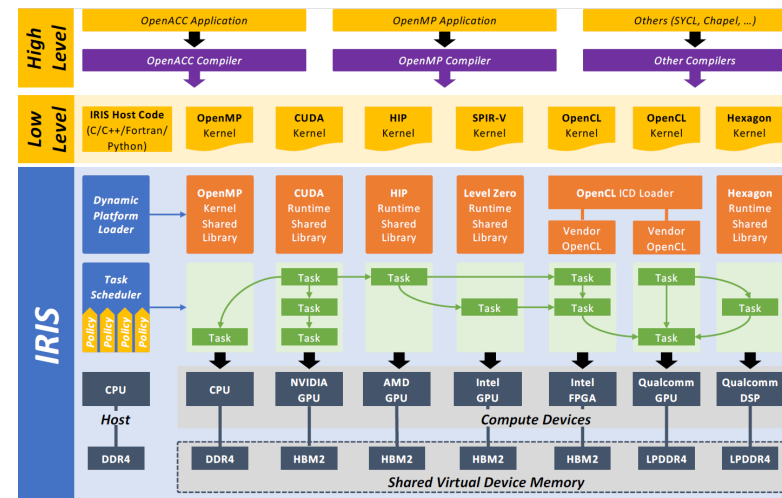 High
Level
OpenACC Application
OpenMP Application
Others (SYCL, Chapel, ...)
OpenACC Compiler
OpenMP Compiler
Other Compilers
Low
Level
IRIS Host Code
(C/C++/Fortran/
Python)
OpenMP
Kernel
CUDA
Kernel
HIP
Kernel
SPIR-V
Kernel
OpenCL
Kernel
OpenCL
Kernel
Hexagon
Kernel
IRIS
Dynamic
Platform
Loader
OpenMP
Kernel
Shared
Library
CUDA
Runtime
Shared
Library
HIP
Runtime
Shared
Library
Level Zero
Runtime
Shared
Library
OpenCL ICD Loader
Vendor
OpenCL
Vendor
OpenCL
Hexagon
Runtime
Shared
Library
Task
Scheduler
Policy
Policy
Policy
Policy
Task
Task
Task
Task
Task
Task
Task
Task
Task
Task
Task
Task
CPU
Host
DDR4
CPU
NVIDIA
GPU
AMD
GPU
Intel
GPU
Intel
FPGA
Qualcomm
GPU
Qualcomm
DSP
Compute Devices
DDR4
HBM2
HBM2
HBM2
HBM2
LPDDR4
LPDDR4
Shared Virtual Device Memory